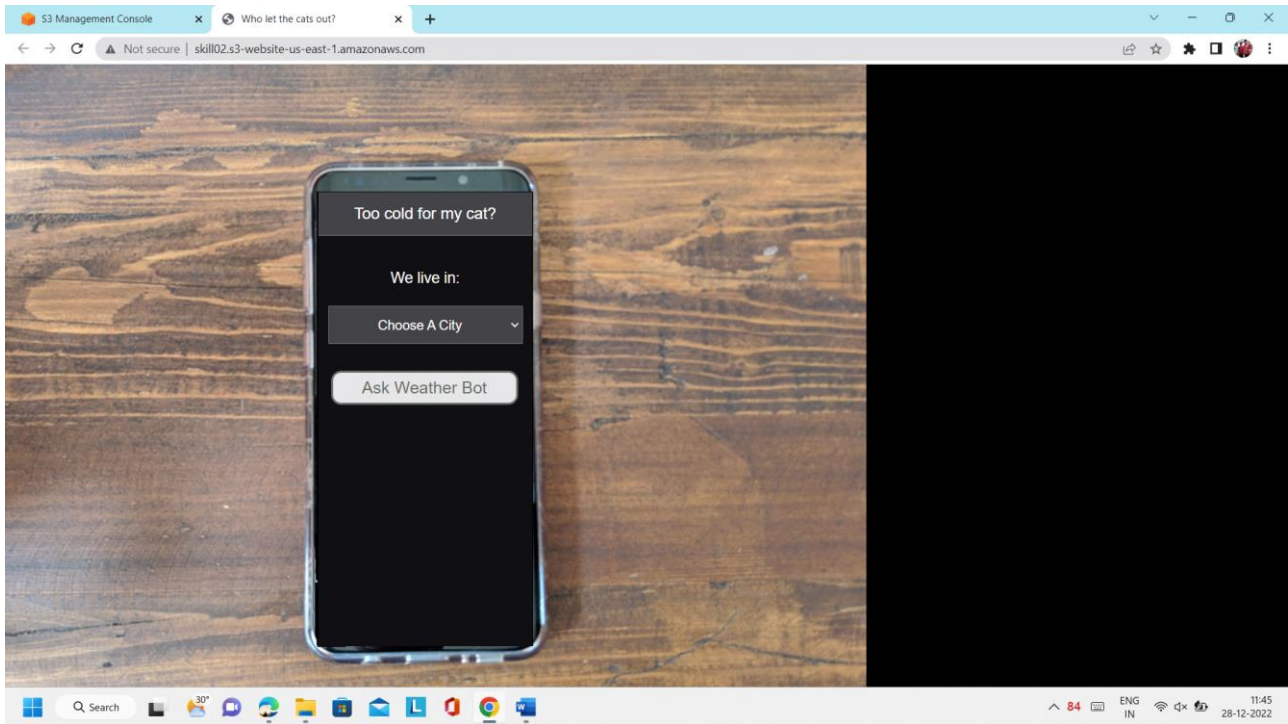 S3 Management Console
Who let the cats out?
Not secure | skill02.s3-website-us-east-1.amazonaws.com
Too cold for my cat?
We live in:
Choose A City
Ask Weather Bot
30°
Search
84
ENG
IN
11:45
28-12-2022